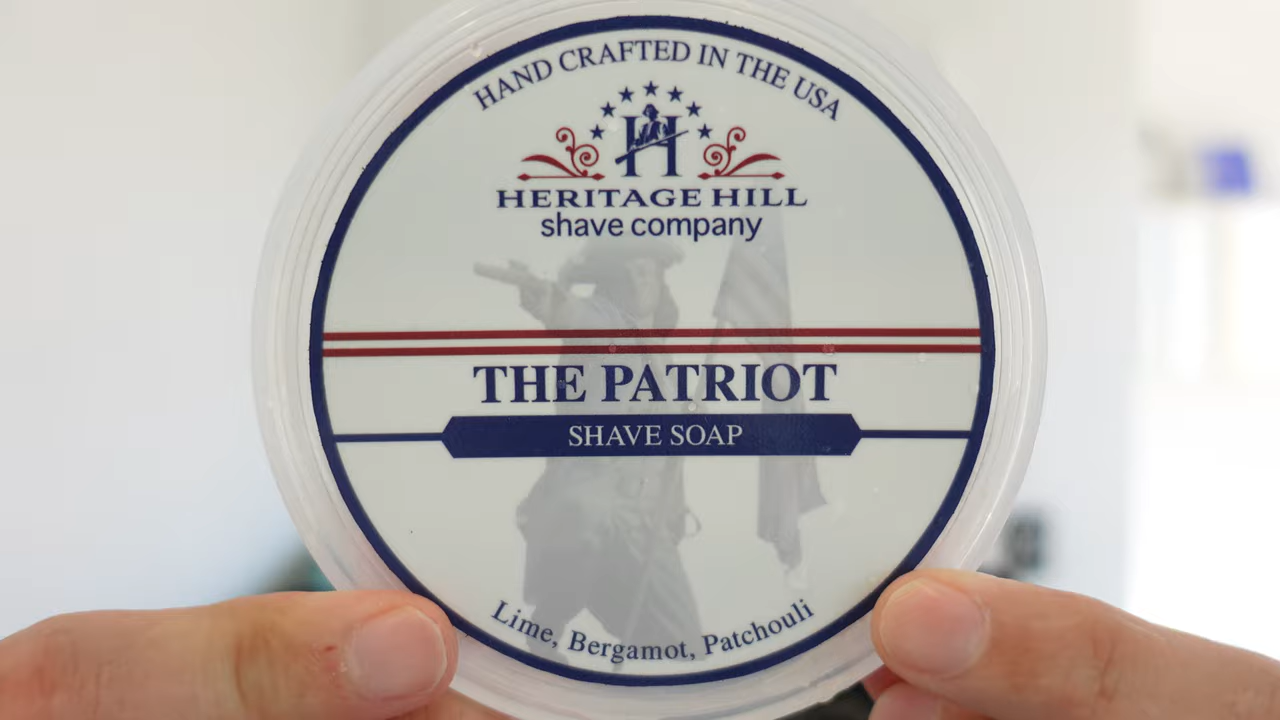 HAND CRAFTED IN THE USA
H
HERITAGE HILL
shave company
THE PATRIOT
SHAVE SOAP
Lime, Bergamot, Patchouli